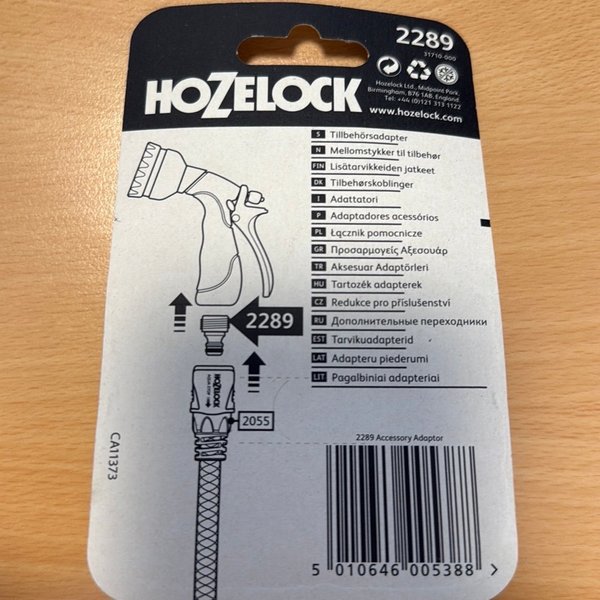 2289
31710-000
Hozelock Ltd., Midpoint Park,
Birmingham, B76 1AB, England.
Tel: +44 (0)121 313 1122
www.hozelock.com
HOZELOCK
S Tillbehörsadapter
N Mellomstykker til tilbehør
FIN Lisätarvikkeiden jatkeet
DK Tilbehørskoblinger
I Adattatori
P Adaptadores acessórios
PL Łącznik pomocnicze
GR Προσαρμογείς Αξεσουάρ
TR Aksesuar Adaptörleri
HU Tartozék adapterek
CZ Redukce pro příslušenství
RU Дополнительные переходники
EST Tarvikuadapterid
LAT Adapteru piederumi
LIT Pagalbiniai adapteriai
2289
HOZELOCK
2055
CA11373
2289 Accessory Adaptor
5 010646 005388 >